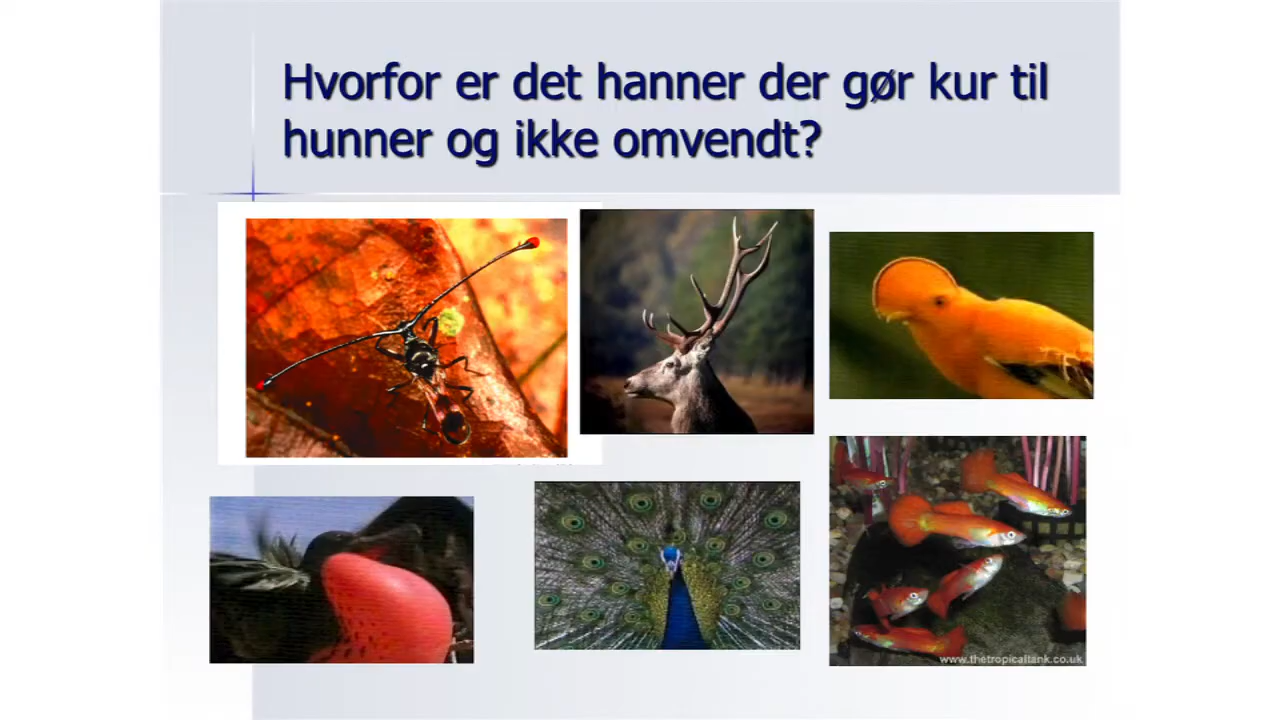 Hvorfor er det hanner der gør kur til
hunner og ikke omvendt?
www.thetropicaltank.co.uk